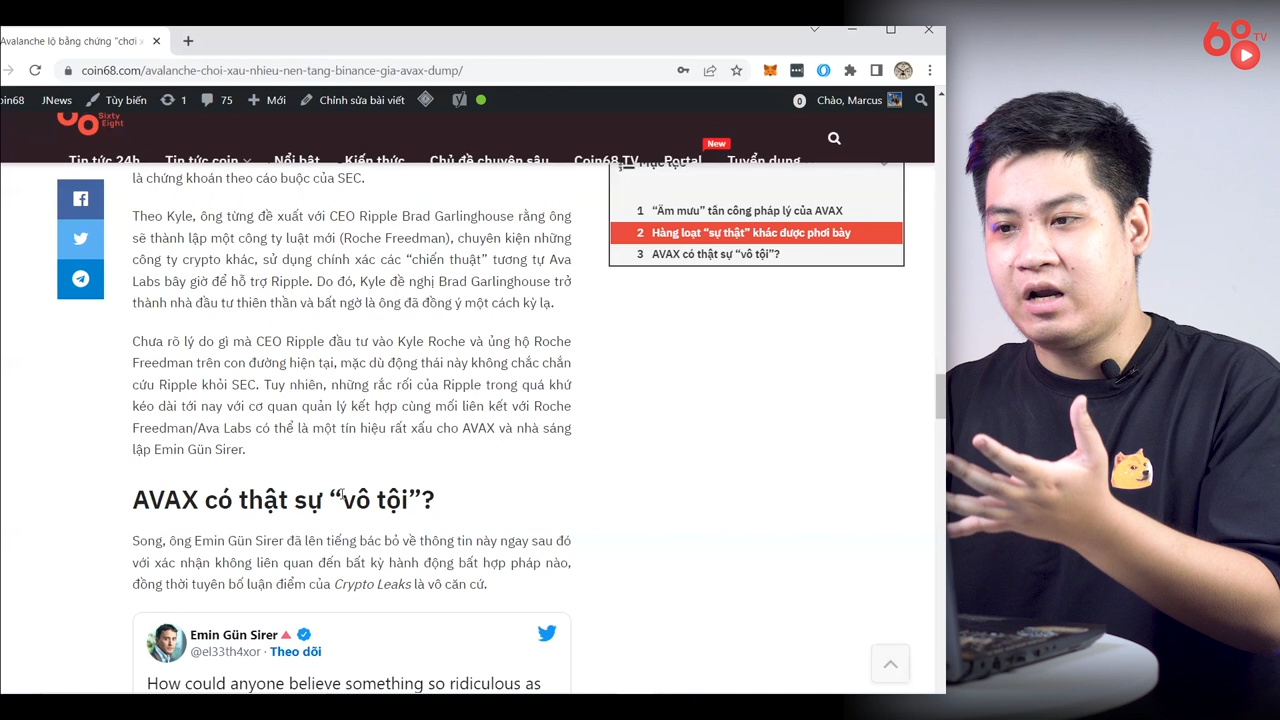 Avalanche lộ bằng chứng "chơi x
coin68.com/avalanche-choi-xau-nhieu-nen-tang-binance-gia-avax-dump/
oin68
JNews
Tùy biến
1
75
Mới
Chỉnh sửa bài viết
0
Chào, Marcus
Sixty
Eight
New
Tin tức 24h
Tin tức coin
Nổi bật
Kiến thức
Chủ đề chuyên sâu
Coin68 TV
Portal
Tuyển dụng
Mục lục
1 “Âm mưu” tấn công pháp lý của AVAX
2 Hàng loạt “sự thật” khác được phơi bày
3 AVAX có thật sự “vô tội”?
là chứng khoán theo cáo buộc của SEC.
Theo Kyle, ông từng đề xuất với CEO Ripple Brad Garlinghouse rằng ông
sẽ thành lập một công ty luật mới (Roche Freedman), chuyên kiện những
công ty crypto khác, sử dụng chính xác các “chiến thuật” tương tự Ava
Labs bây giờ để hỗ trợ Ripple. Do đó, Kyle đề nghị Brad Garlinghouse trở
thành nhà đầu tư thiên thần và bất ngờ là ông đã đồng ý một cách kỳ lạ.
Chưa rõ lý do gì mà CEO Ripple đầu tư vào Kyle Roche và ủng hộ Roche
Freedman trên con đường hiện tại, mặc dù động thái này không chắc chắn
cứu Ripple khỏi SEC. Tuy nhiên, những rắc rối của Ripple trong quá khứ
kéo dài tới nay với cơ quan quản lý kết hợp cùng mối liên kết với Roche
Freedman/Ava Labs có thể là một tín hiệu rất xấu cho AVAX và nhà sáng
lập Emin Gün Sirer.
AVAX có thật sự “vô tội”?
Song, ông Emin Gün Sirer đã lên tiếng bác bỏ về thông tin này ngay sau đó
với xác nhận không liên quan đến bất kỳ hành động bất hợp pháp nào,
đồng thời tuyên bố luận điểm của Crypto Leaks là vô căn cứ.
Emin Gün Sirer
@el33th4xor · Theo dõi
How could anyone believe something so ridiculous as
68
TV